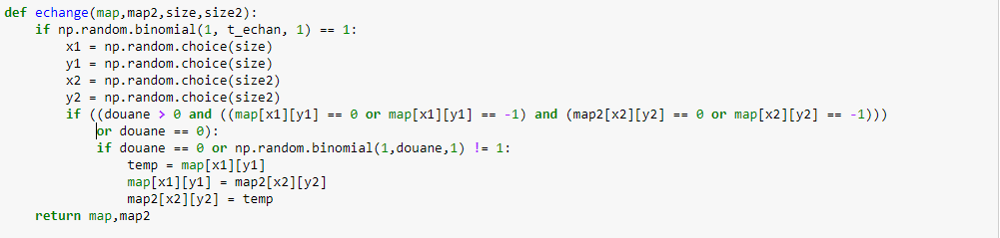 def echange(map,map2,size,size2):
    if np.random.binomial(1, t_echan, 1) == 1:
        x1 = np.random.choice(size)
        y1 = np.random.choice(size)
        x2 = np.random.choice(size2)
        y2 = np.random.choice(size2)
        if ((douane > 0 and ((map[x1][y1] == 0 or map[x1][y1] == -1) and (map2[x2][y2] == 0 or map[x2][y2] == -1)))
            or douane == 0):
            if douane == 0 or np.random.binomial(1,douane,1) != 1:
                temp = map[x1][y1]
                map[x1][y1] = map2[x2][y2]
                map2[x2][y2] = temp
    return map,map2